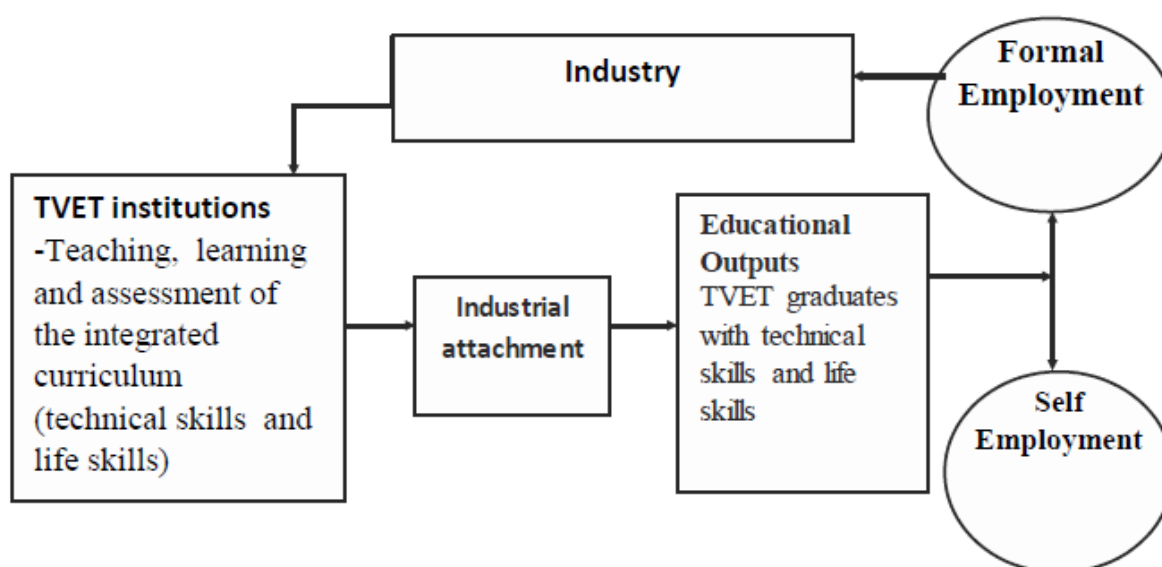 Industry
Formal
Employment
TVET institutions
-Teaching, learning
and assessment of
the integrated
curriculum
(technical skills and
life skills)
Industrial
attachment
Educational
Outputs
TVET graduates
with technical
skills and life
skills
Self
Employment